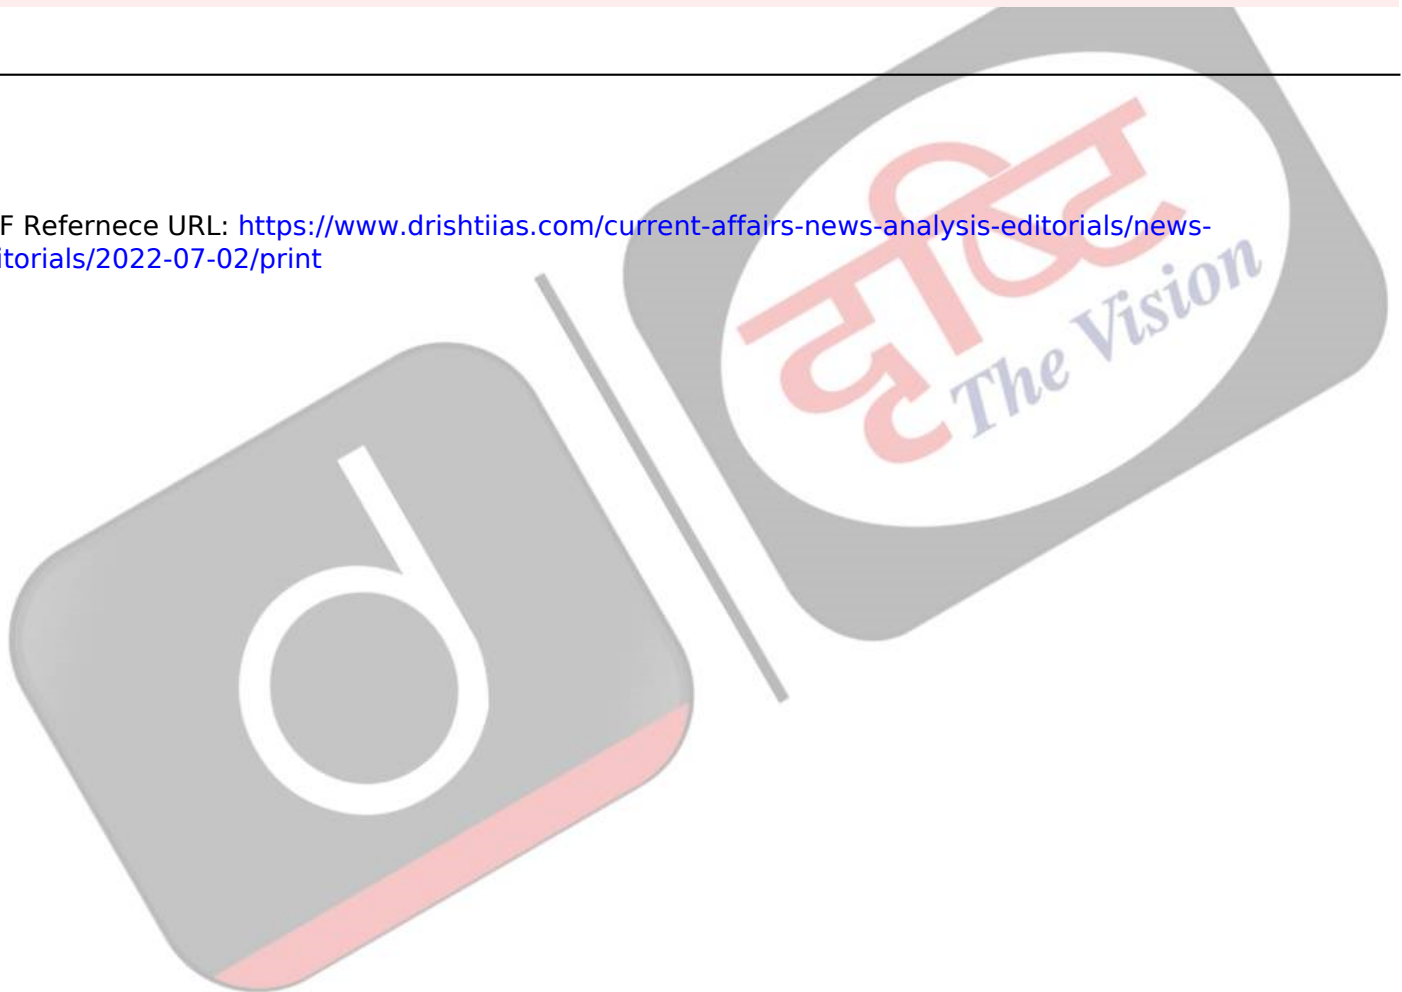 F Refernece URL: https://www.drishtiias.com/current-affairs-news-analysis-editorials/news-
itorials/2022-07-02/print
दृष्टि
The Vision
d